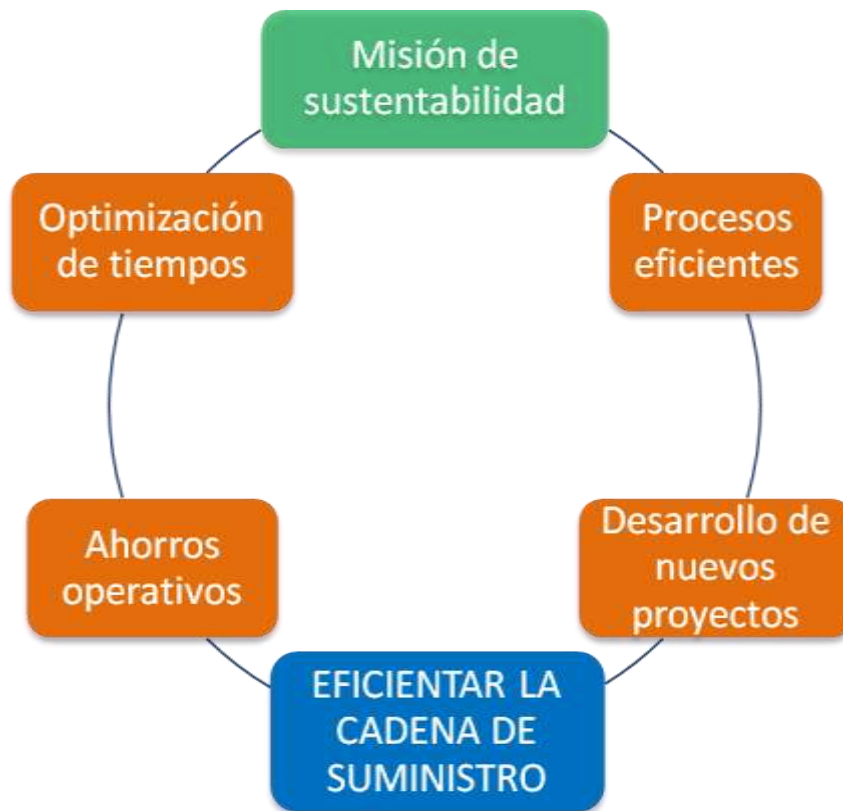 Misión de
sustentabilidad
Procesos
eficientes
Desarrollo de
nuevos
proyectos
EFICIENTAR LA
CADENA DE
SUMINISTRO
Ahorros
operativos
Optimización
de tiempos